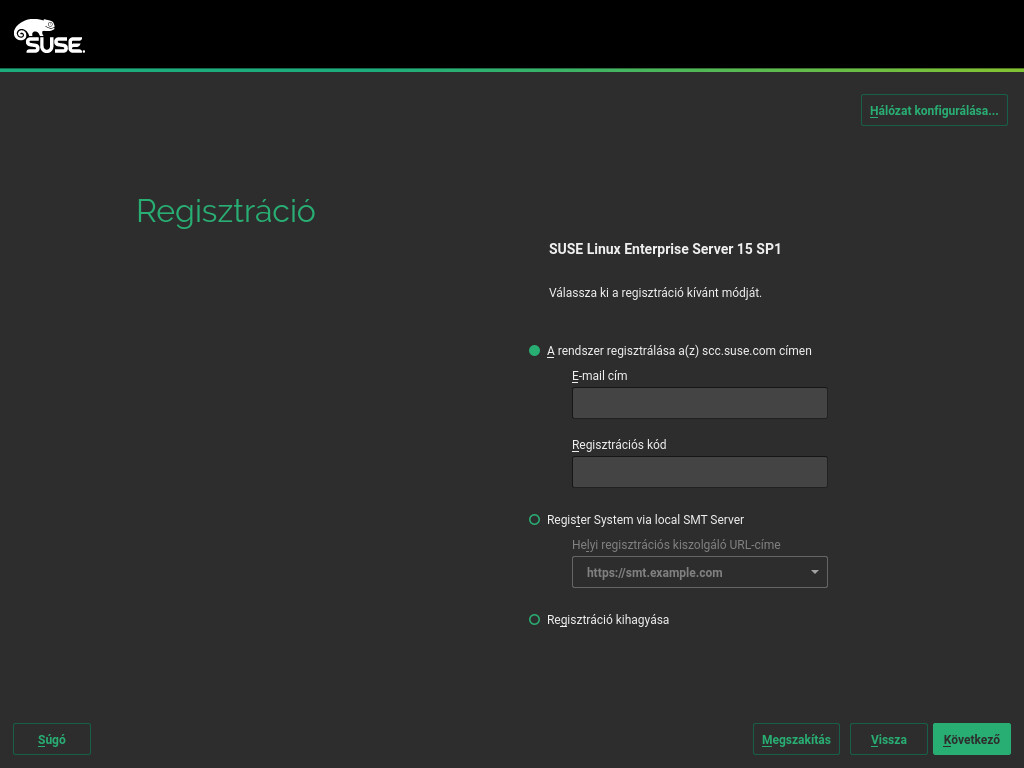 SUSE
Hálózat konfigurálása...
Regisztráció
SUSE Linux Enterprise Server 15 SP1
Válassza ki a regisztráció kívánt módját.
A rendszer regisztrálása a(z) scc.suse.com címen
E-mail cím
Regisztrációs kód
Register System via local SMT Server
Helyi regisztrációs kiszolgáló URL-címe
https://smt.example.com
Regisztráció kihagyása
Súgó
Megszakítás
Vissza
Következő